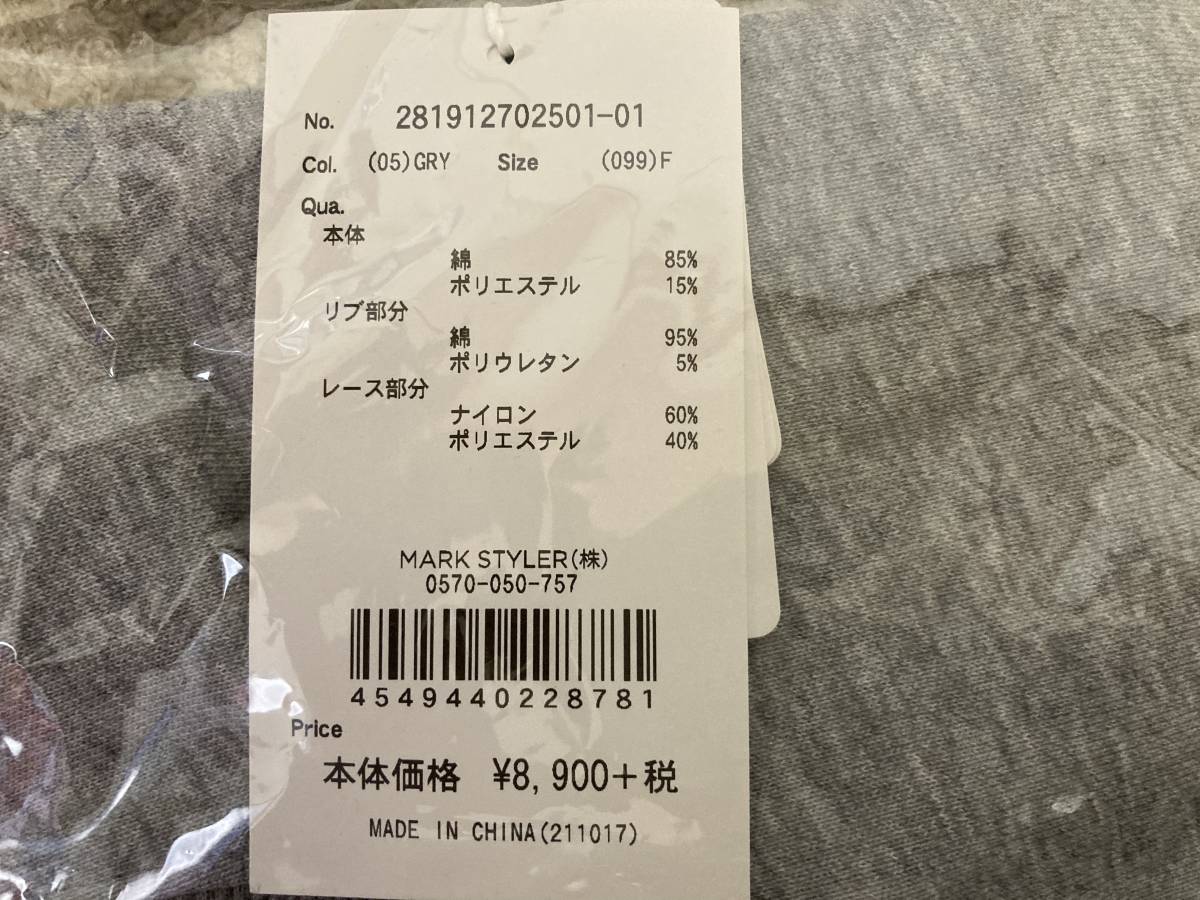 No. 281912702501-01
Col. (05)GRY Size (099)F
Qua.
本体
綿 85%
ポリエステル 15%
リブ部分
綿 95%
ポリウレタン 5%
レース部分
ナイロン 60%
ポリエステル 40%
MARK STYLER(株)
0570-050-757
4549440228781
Price
本体価格 ¥8,900+税
MADE IN CHINA(211017)